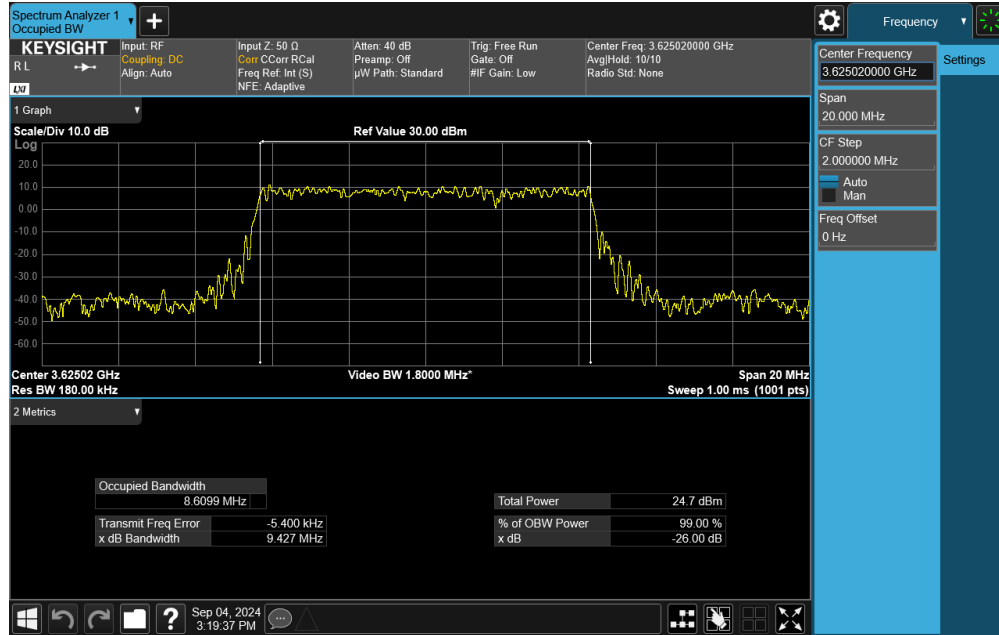 Spectrum Analyzer 1
Occupied BW
Frequency
KEYSIGHT
R L
LXI
Input: RF
Coupling: DC
Align: Auto
Input Z: 50 Ω
Corr CCorr RCal
Freq Ref: Int (S)
NFE: Adaptive
Atten: 40 dB
Preamp: Off
µW Path: Standard
Trig: Free Run
Gate: Off
#IF Gain: Low
Center Freq: 3.625020000 GHz
Avg|Hold: 10/10
Radio Std: None
Center Frequency
3.625020000 GHz
Settings
Span
20.000 MHz
CF Step
2.000000 MHz
Auto
Man
Freq Offset
0 Hz
1 Graph
Scale/Div 10.0 dB
Ref Value 30.00 dBm
Log
20.0
10.0
0.00
-10.0
-20.0
-30.0
-40.0
-50.0
-60.0
Center 3.62502 GHz
Video BW 1.8000 MHz*
Span 20 MHz
Res BW 180.00 kHz
Sweep 1.00 ms (1001 pts)
2 Metrics
Occupied Bandwidth
8.6099 MHz
Transmit Freq Error -5.400 kHz
x dB Bandwidth 9.427 MHz
Total Power 24.7 dBm
% of OBW Power 99.00 %
x dB -26.00 dB
Sep 04, 2024
3:19:37 PM